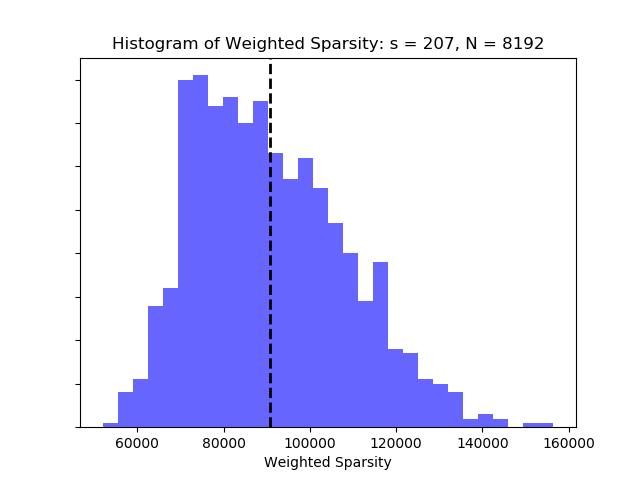 Histogram of Weighted Sparsity: s = 207, N = 8192
60000 80000 100000 120000 140000 160000
Weighted Sparsity